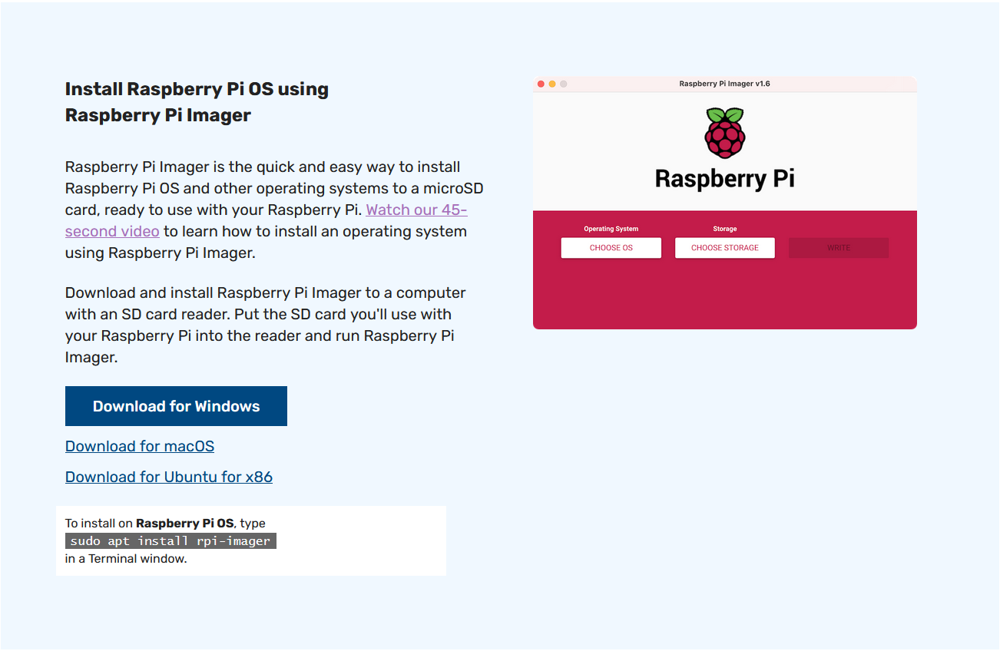 Install Raspberry Pi OS using
Raspberry Pi Imager
Raspberry Pi Imager is the quick and easy way to install
Raspberry Pi OS and other operating systems to a microSD
card, ready to use with your Raspberry Pi. Watch our 45-
second video to learn how to install an operating system
using Raspberry Pi Imager.
Download and install Raspberry Pi Imager to a computer
with an SD card reader. Put the SD card you'll use with
your Raspberry Pi into the reader and run Raspberry Pi
Imager.
Download for Windows
Download for macOS
Download for Ubuntu for x86
To install on Raspberry Pi OS, type
sudo apt install rpi-imager
in a Terminal window.
Raspberry Pi Imager v1.6
Raspberry Pi
Operating System Storage
CHOOSE OS CHOOSE STORAGE WRITE